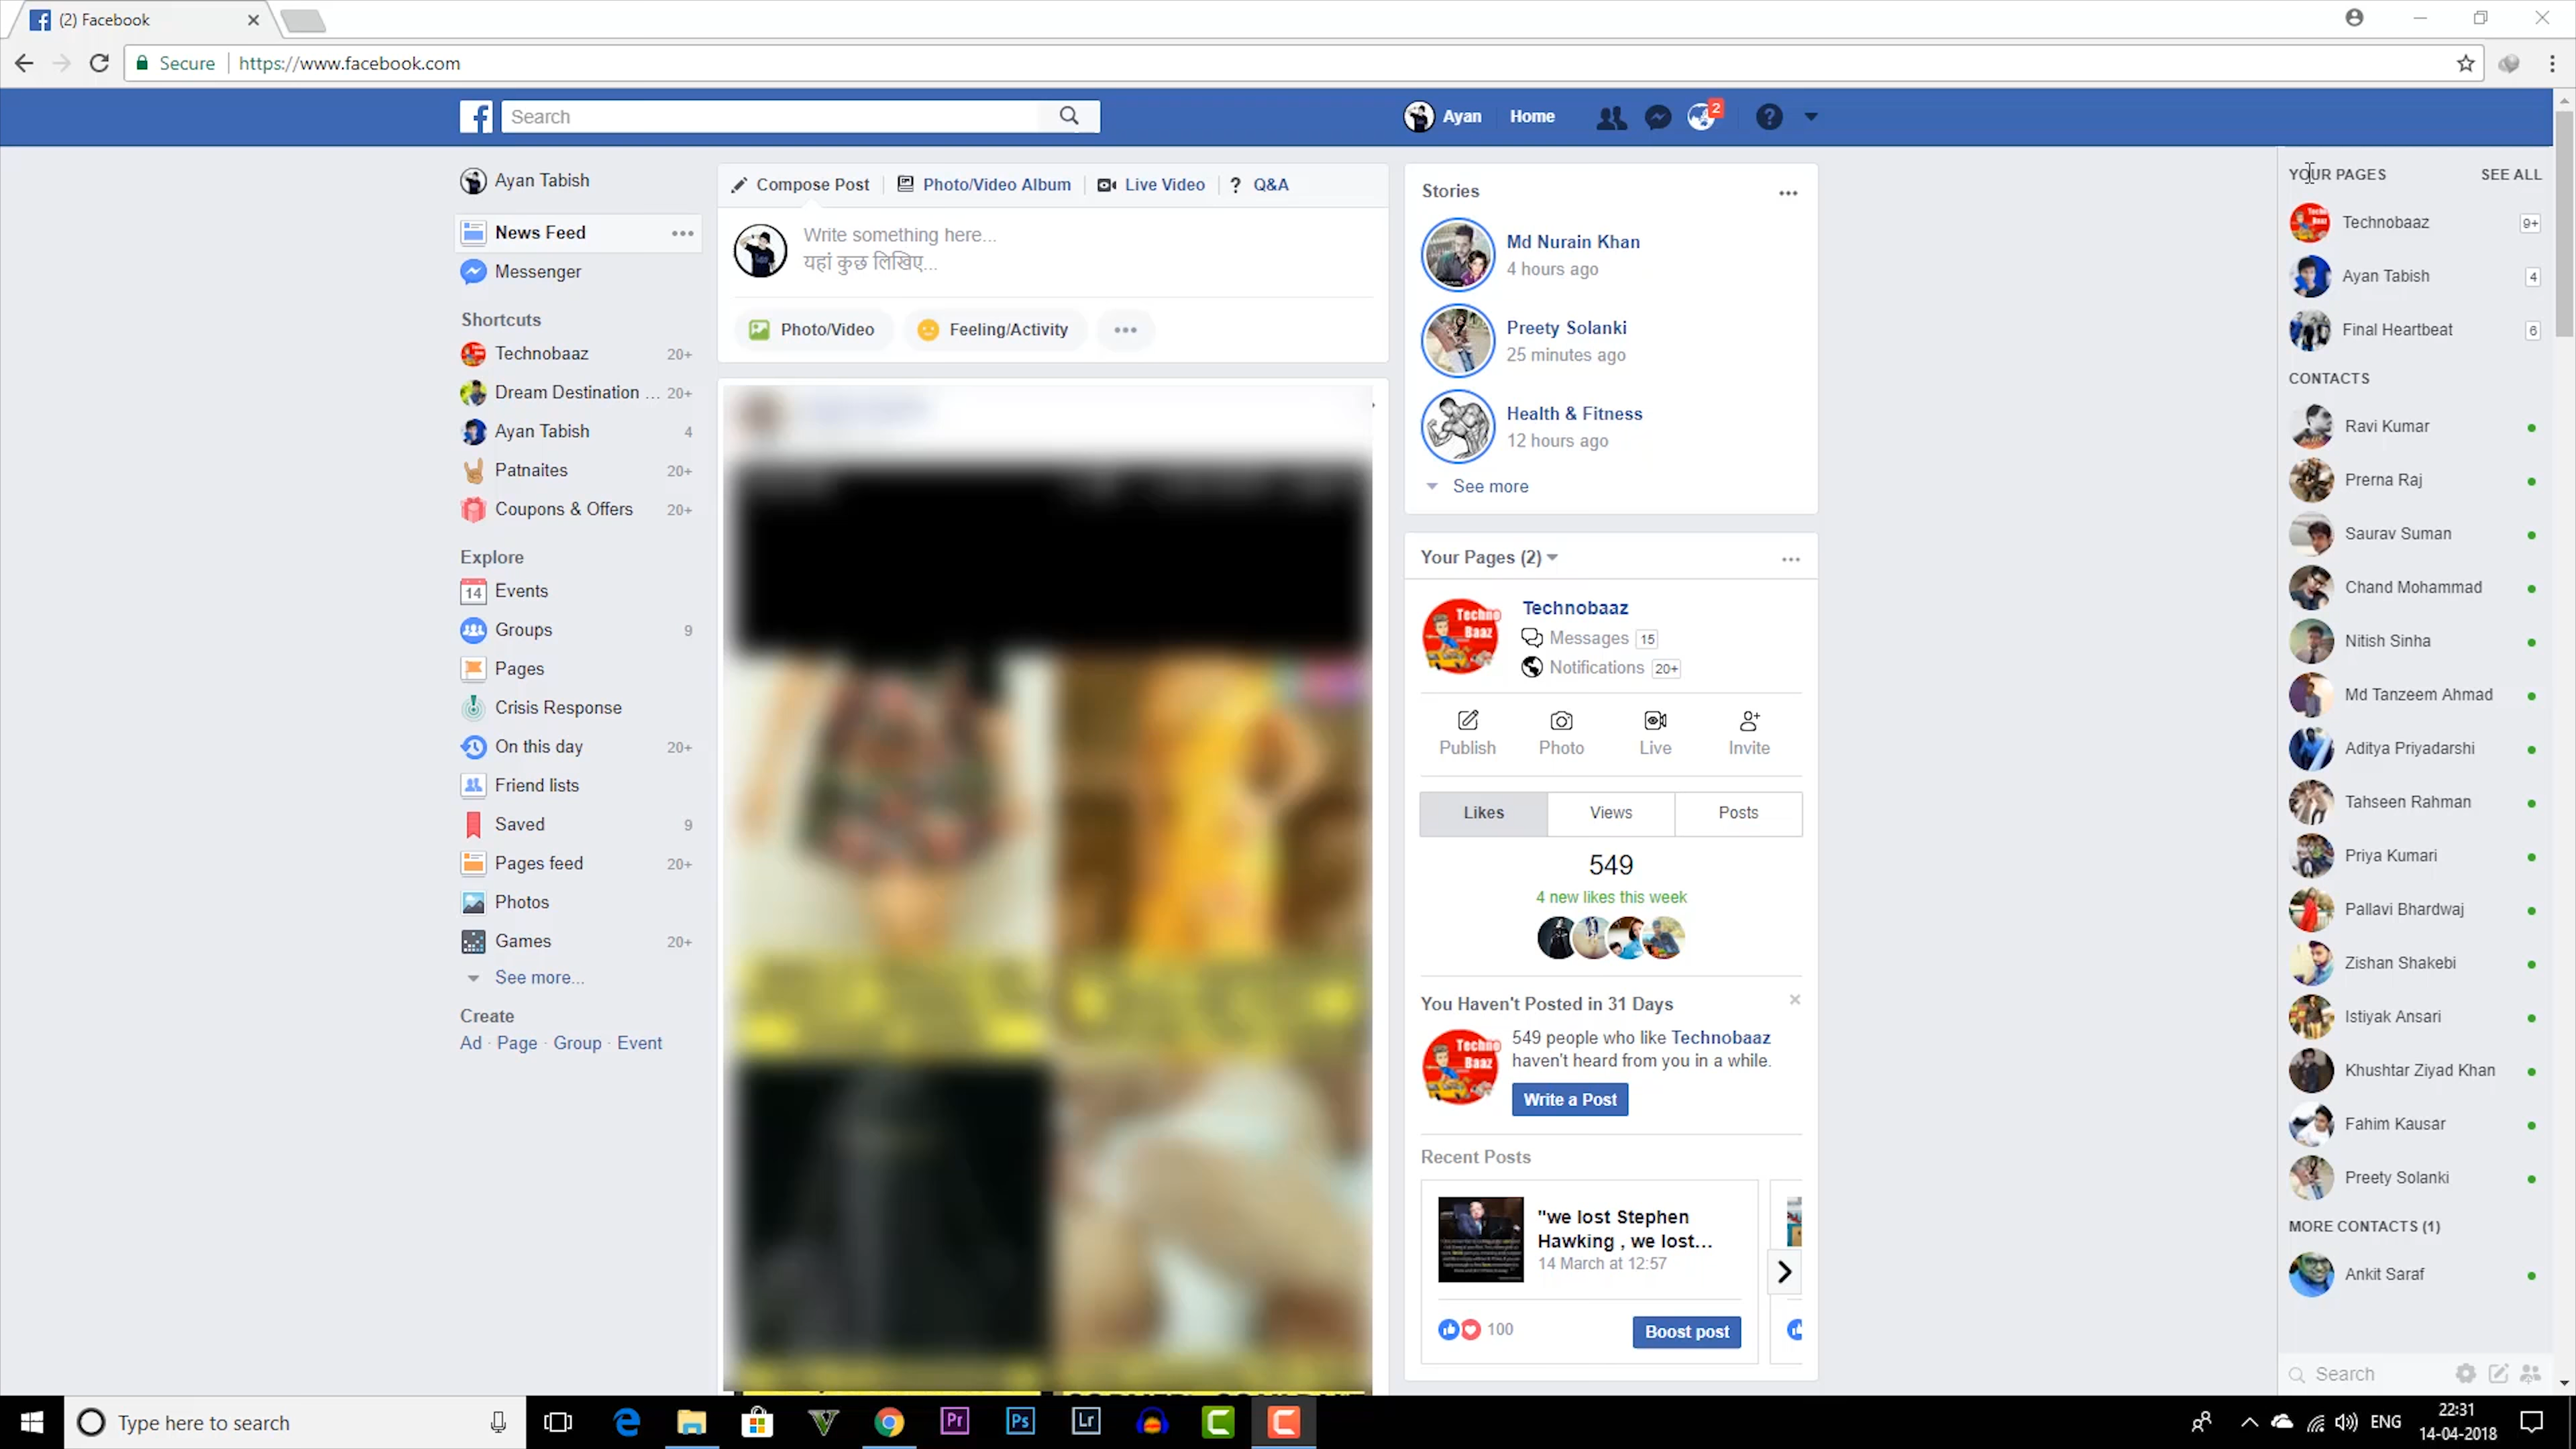 (2) Facebook
Secure https://www.facebook.com
Search
Ayan Home 2
Ayan Tabish
News Feed
Messenger
Shortcuts
Technobaaz 20+
Dream Destination ... 20+
Ayan Tabish 4
Patnaites 20+
Coupons & Offers 20+
Explore
14 Events
Groups 9
Pages
Crisis Response
On this day 20+
Friend lists
Saved 9
Pages feed 20+
Photos
Games 20+
See more...
Create
Ad · Page · Group · Event
Compose Post Photo/Video Album Live Video ? Q&A
Write something here...
यहां कुछ लिखिए...
Photo/Video Feeling/Activity
Stories
Md Nurain Khan
4 hours ago
Preety Solanki
25 minutes ago
Health & Fitness
12 hours ago
See more
Your Pages (2)
Techno
Baaz
Technobaaz
Messages 15
Notifications 20+
Publish Photo Live Invite
Likes Views Posts
549
4 new likes this week
You Haven't Posted in 31 Days
Techno
Baaz
549 people who like Technobaaz
haven't heard from you in a while.
Write a Post
Recent Posts
"we lost Stephen
Hawking , we lost...
14 March at 12:57
100 Boost post
YOUR PAGES SEE ALL
Technobaaz 9+
Ayan Tabish 4
Final Heartbeat 6
CONTACTS
Ravi Kumar
Prerna Raj
Saurav Suman
Chand Mohammad
Nitish Sinha
Md Tanzeem Ahmad
Aditya Priyadarshi
Tahseen Rahman
Priya Kumari
Pallavi Bhardwaj
Zishan Shakebi
Istiyak Ansari
Khushtar Ziyad Khan
Fahim Kausar
Preety Solanki
MORE CONTACTS (1)
Ankit Saraf
Search
Type here to search
Pr Ps Lr
ENG
22:31
14-04-2018